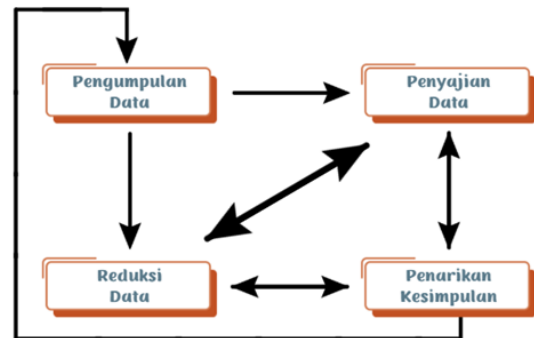 Pengumpulan
Data
Penyajian
Data
Reduksi
Data
Penarikan
Kesimpulan